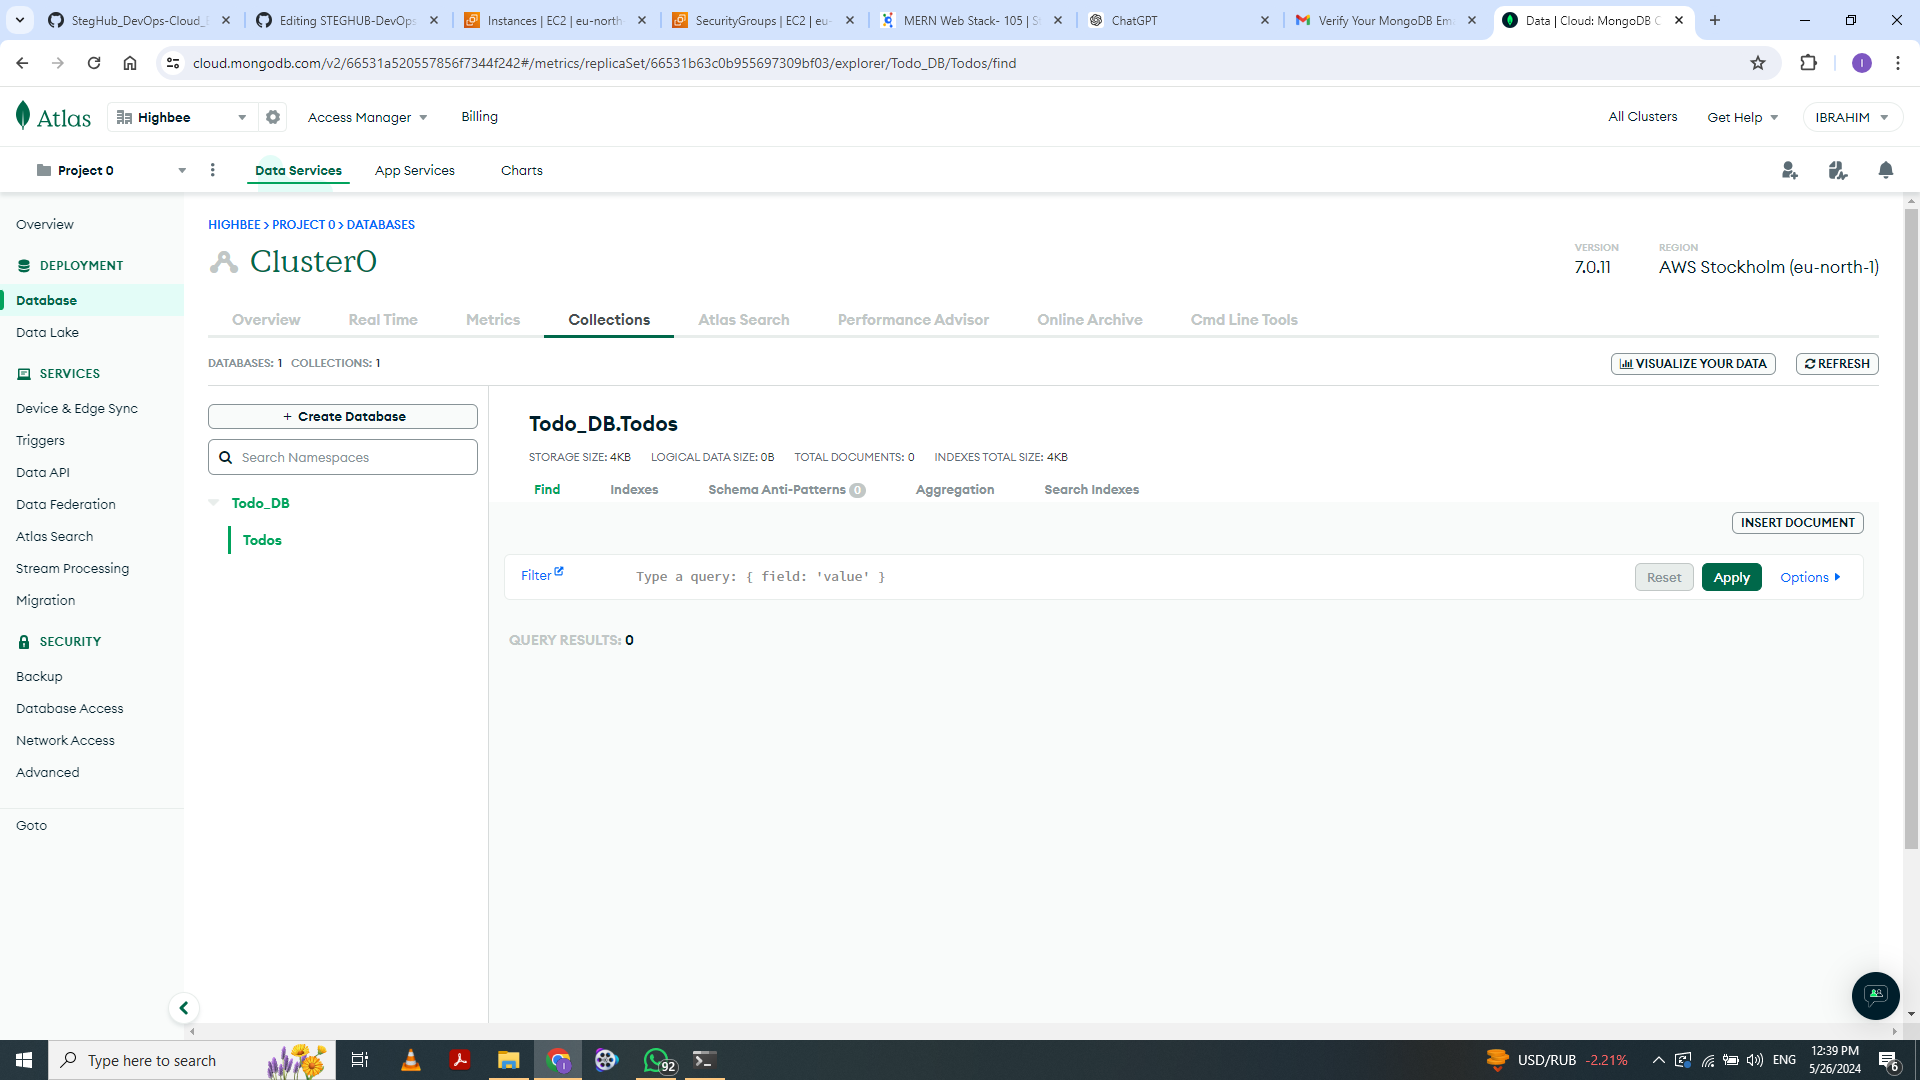 StegHub_DevOps-Cloud_
Editing STEGHUB-DevOps
Instances | EC2 | eu-north
SecurityGroups | EC2 | eu-
MERN Web Stack- 105 | S
ChatGPT
Verify Your MongoDB Em
Data | Cloud: MongoDB C
cloud.mongodb.com/v2/66531a520557856f7344f242#/metrics/replicaSet/66531b63c0b955697309bf03/explorer/Todo_DB/Todos/find
I
Atlas
Highbee
Access Manager
Billing
All Clusters
Get Help
IBRAHIM
Project 0
Data Services
App Services
Charts
Overview
DEPLOYMENT
Database
Data Lake
SERVICES
Device & Edge Sync
Triggers
Data API
Data Federation
Atlas Search
Stream Processing
Migration
SECURITY
Backup
Database Access
Network Access
Advanced
Goto
HIGHBEE > PROJECT 0 > DATABASES
Cluster0
VERSION
7.0.11
REGION
AWS Stockholm (eu-north-1)
Overview
Real Time
Metrics
Collections
Atlas Search
Performance Advisor
Online Archive
Cmd Line Tools
DATABASES: 1 COLLECTIONS: 1
VISUALIZE YOUR DATA
REFRESH
+ Create Database
Search Namespaces
Todo_DB
Todos
Todo_DB.Todos
STORAGE SIZE: 4KB LOGICAL DATA SIZE: 0B TOTAL DOCUMENTS: 0 INDEXES TOTAL SIZE: 4KB
Find
Indexes
Schema Anti-Patterns 0
Aggregation
Search Indexes
INSERT DOCUMENT
Filter
Type a query: { field: 'value' }
Reset
Apply
Options
QUERY RESULTS: 0
Type here to search
92
USD/RUB -2.21%
ENG
12:39 PM
5/26/2024
6